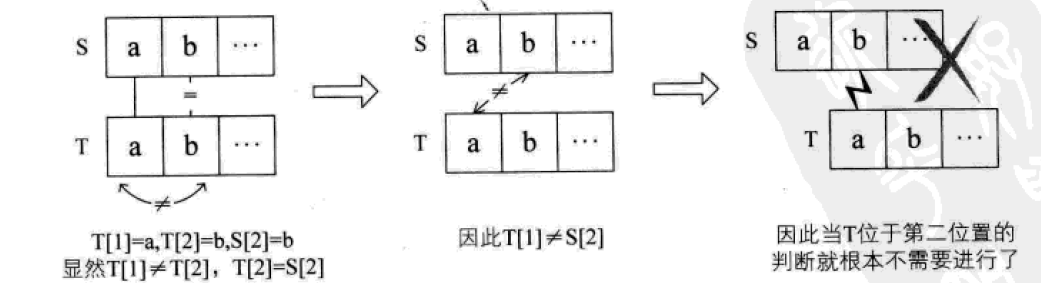 S a b ...
=
T a b ...
≠
T[1]=a,T[2]=b,S[2]=b
显然T[1]≠T[2]，T[2]=S[2]
S a b ...
≠
T a b ...
因此T[1]≠S[2]
S a b ...
T a b ...
因此当T位于第二位置的
判断就根本不需要进行了